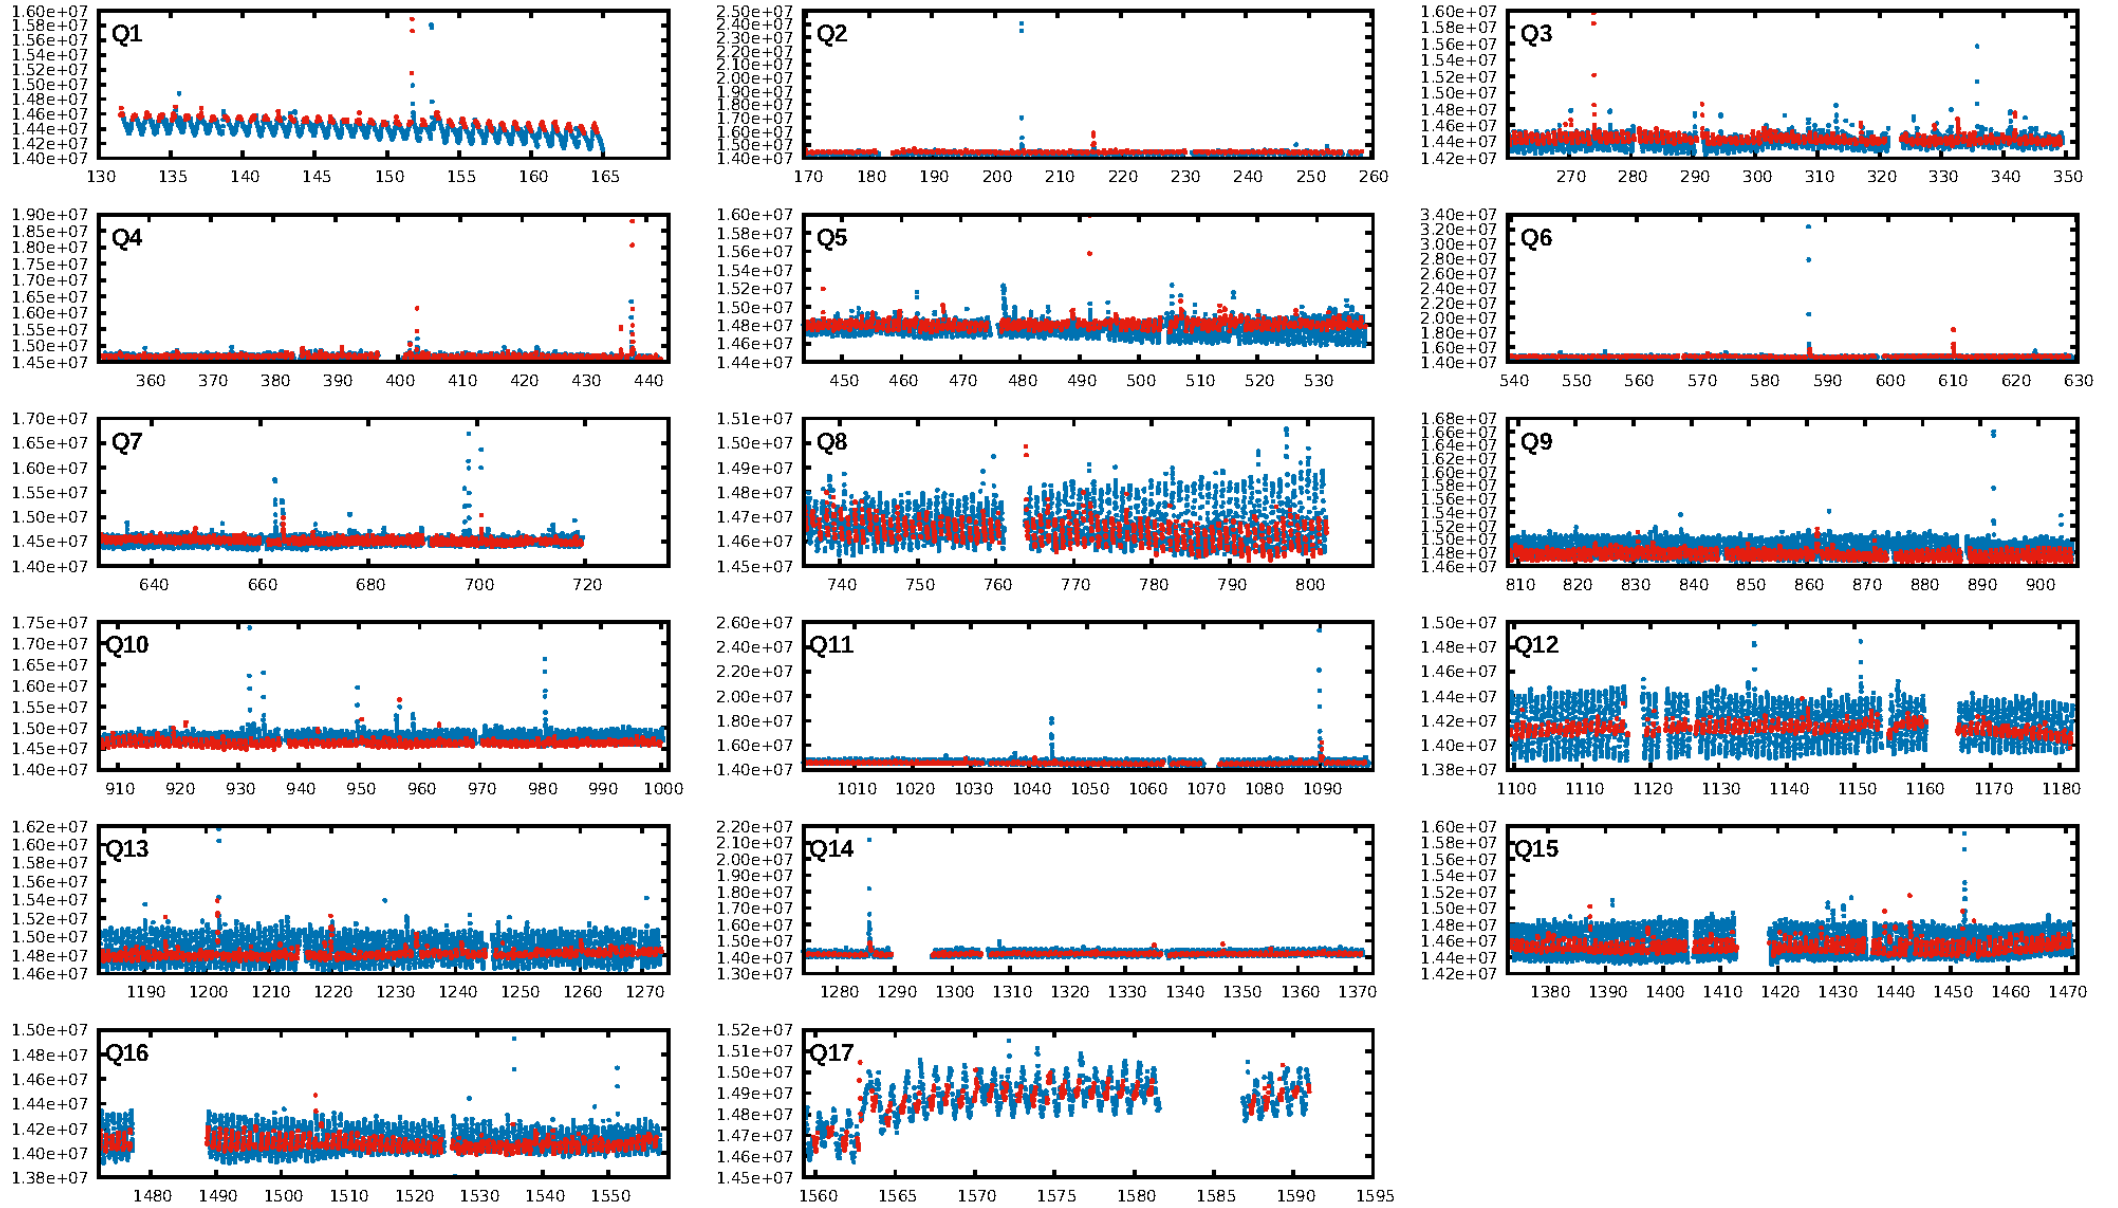 Q1
1.60e+07
1.58e+07
1.56e+07
1.54e+07
1.52e+07
1.50e+07
1.48e+07
1.46e+07
1.44e+07
1.42e+07
1.40e+07
130 135 140 145 150 155 160 165
Q2
2.50e+07
2.40e+07
2.30e+07
2.20e+07
2.10e+07
2.00e+07
1.90e+07
1.80e+07
1.70e+07
1.60e+07
1.50e+07
1.40e+07
170 180 190 200 210 220 230 240 250 260
Q3
1.60e+07
1.58e+07
1.56e+07
1.54e+07
1.52e+07
1.50e+07
1.48e+07
1.46e+07
1.44e+07
1.42e+07
270 280 290 300 310 320 330 340 350
Q4
1.90e+07
1.85e+07
1.80e+07
1.75e+07
1.70e+07
1.65e+07
1.60e+07
1.55e+07
1.50e+07
1.45e+07
360 370 380 390 400 410 420 430 440
Q5
1.60e+07
1.58e+07
1.56e+07
1.54e+07
1.52e+07
1.50e+07
1.48e+07
1.46e+07
1.44e+07
450 460 470 480 490 500 510 520 530
Q6
3.40e+07
3.20e+07
3.00e+07
2.80e+07
2.60e+07
2.40e+07
2.20e+07
2.00e+07
1.80e+07
1.60e+07
1.40e+07
540 550 560 570 580 590 600 610 620 630
Q7
1.70e+07
1.65e+07
1.60e+07
1.55e+07
1.50e+07
1.45e+07
1.40e+07
640 660 680 700 720
Q8
1.51e+07
1.50e+07
1.49e+07
1.48e+07
1.47e+07
1.46e+07
1.45e+07
740 750 760 770 780 790 800
Q9
1.68e+07
1.66e+07
1.64e+07
1.62e+07
1.60e+07
1.58e+07
1.56e+07
1.54e+07
1.52e+07
1.50e+07
1.48e+07
1.46e+07
810 820 830 840 850 860 870 880 890 900
Q10
1.75e+07
1.70e+07
1.65e+07
1.60e+07
1.55e+07
1.50e+07
1.45e+07
1.40e+07
910 920 930 940 950 960 970 980 990 1000
Q11
2.60e+07
2.40e+07
2.20e+07
2.00e+07
1.80e+07
1.60e+07
1.40e+07
1010 1020 1030 1040 1050 1060 1070 1080 1090
Q12
1.50e+07
1.48e+07
1.46e+07
1.44e+07
1.42e+07
1.40e+07
1.38e+07
1100 1110 1120 1130 1140 1150 1160 1170 1180
Q13
1.62e+07
1.60e+07
1.58e+07
1.56e+07
1.54e+07
1.52e+07
1.50e+07
1.48e+07
1.46e+07
1190 1200 1210 1220 1230 1240 1250 1260 1270
Q14
2.20e+07
2.10e+07
2.00e+07
1.90e+07
1.80e+07
1.70e+07
1.60e+07
1.50e+07
1.40e+07
1.30e+07
1280 1290 1300 1310 1320 1330 1340 1350 1360 1370
Q15
1.60e+07
1.58e+07
1.56e+07
1.54e+07
1.52e+07
1.50e+07
1.48e+07
1.46e+07
1.44e+07
1.42e+07
1380 1390 1400 1410 1420 1430 1440 1450 1460 1470
Q16
1.50e+07
1.48e+07
1.46e+07
1.44e+07
1.42e+07
1.40e+07
1.38e+07
1480 1490 1500 1510 1520 1530 1540 1550
Q17
1.52e+07
1.51e+07
1.50e+07
1.49e+07
1.48e+07
1.47e+07
1.46e+07
1.45e+07
1560 1565 1570 1575 1580 1585 1590 1595